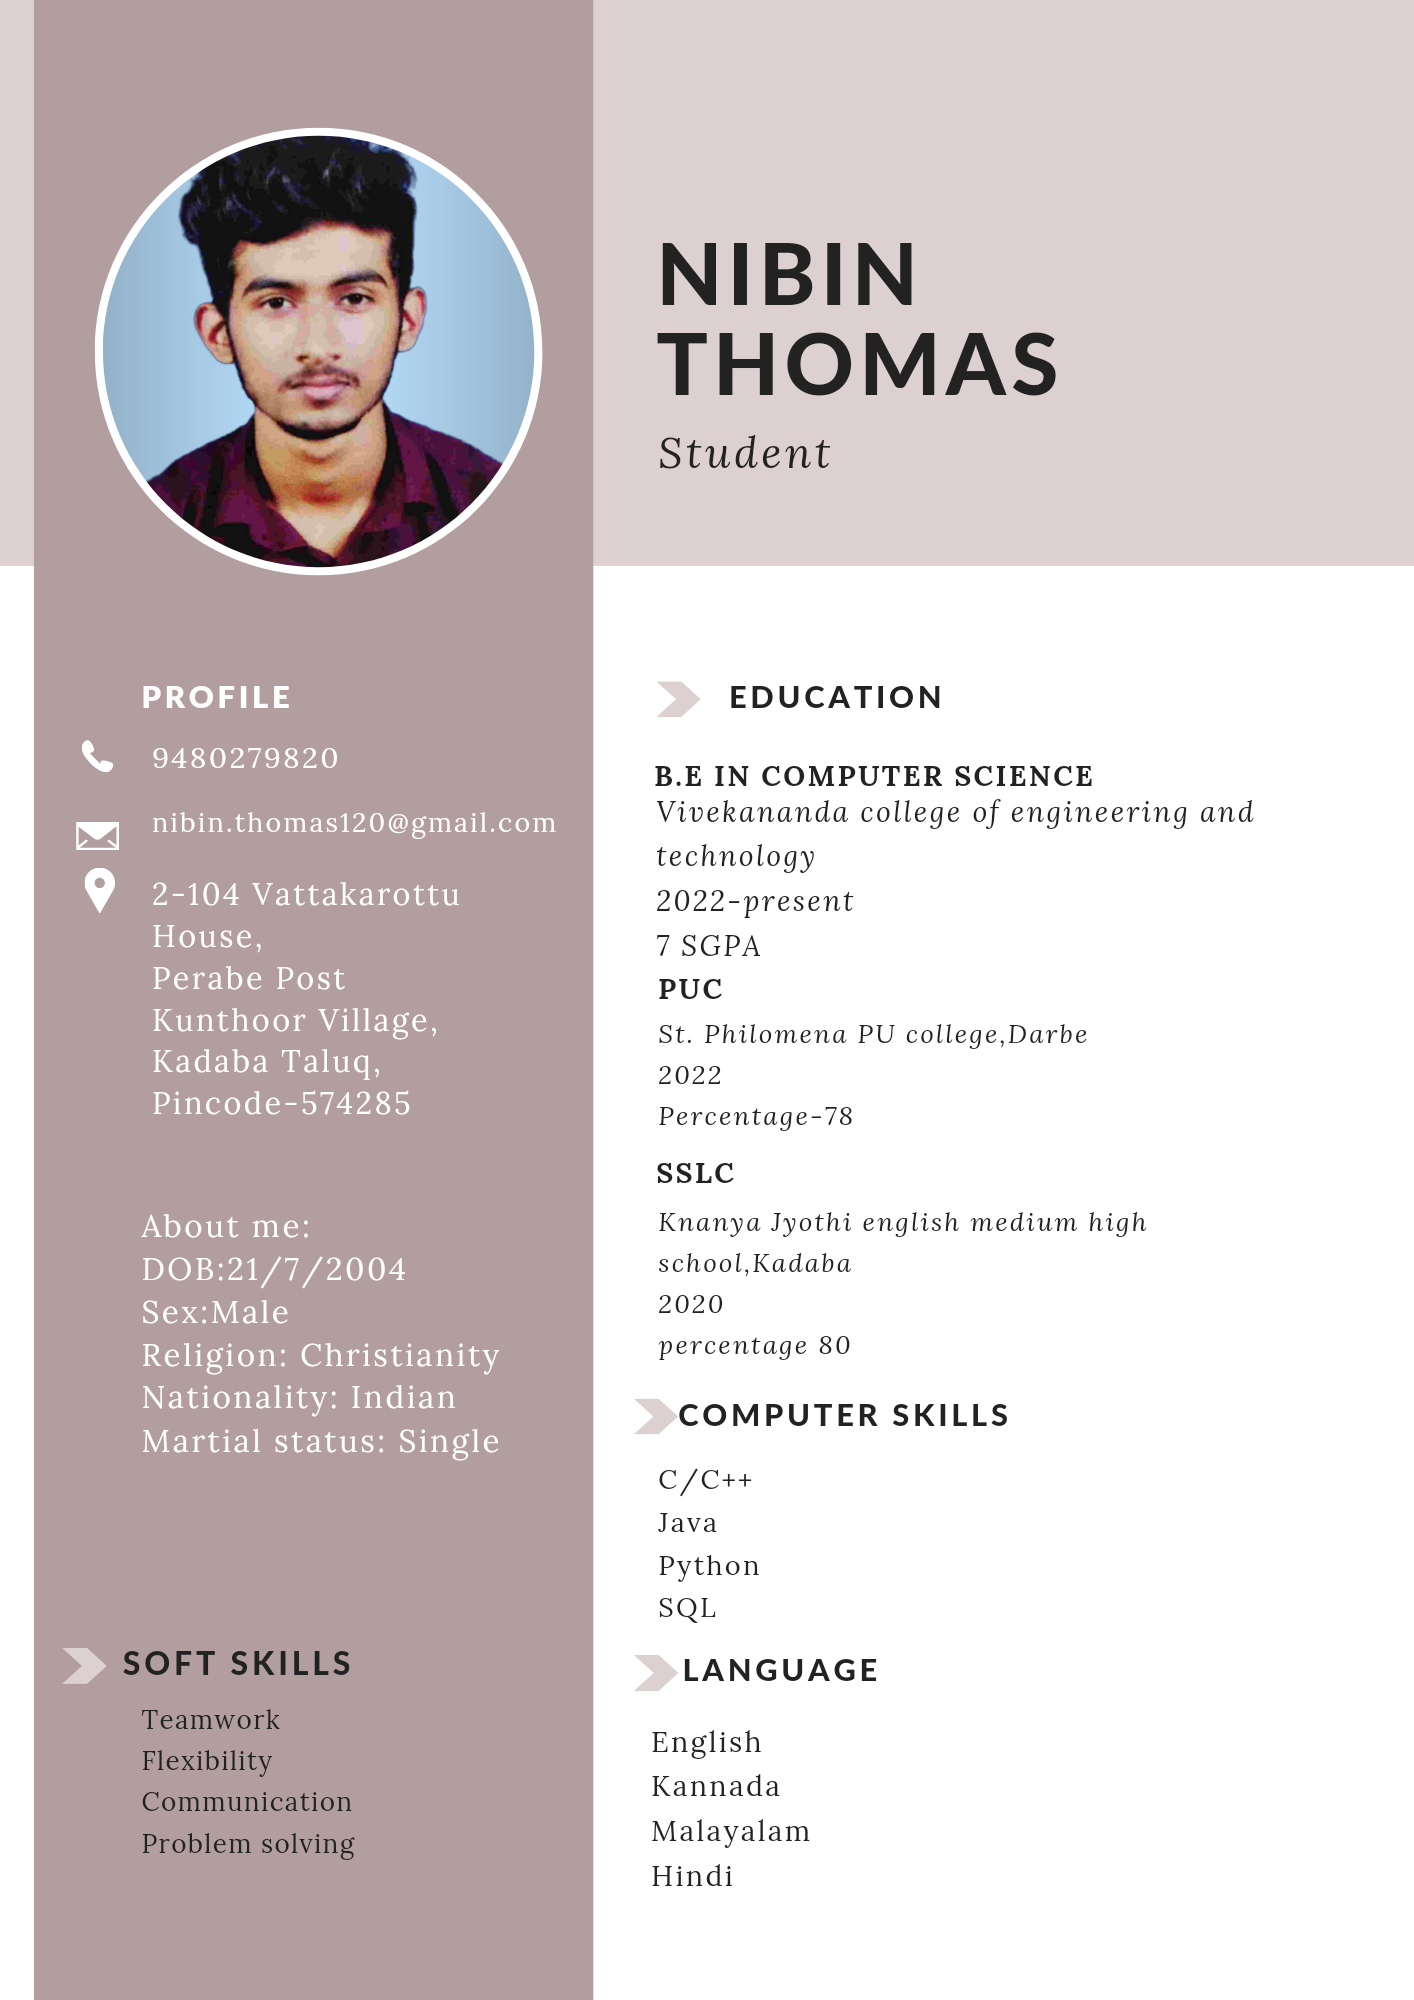 NIBIN
THOMAS
Student
PROFILE
9480279820
nibin.thomas120@gmail.com
2-104 Vattakarottu
House,
Perabe Post
Kunthoor Village,
Kadaba Taluq,
Pincode-574285
About me:
DOB:21/7/2004
Sex:Male
Religion: Christianity
Nationality: Indian
Martial status: Single
SOFT SKILLS
Teamwork
Flexibility
Communication
Problem solving
EDUCATION
B.E IN COMPUTER SCIENCE
Vivekananda college of engineering and
technology
2022-present
7 SGPA
PUC
St. Philomena PU college,Darbe
2022
Percentage-78
SSLC
Knanya Jyothi english medium high
school,Kadaba
2020
percentage 80
COMPUTER SKILLS
C/C++
Java
Python
SQL
LANGUAGE
English
Kannada
Malayalam
Hindi